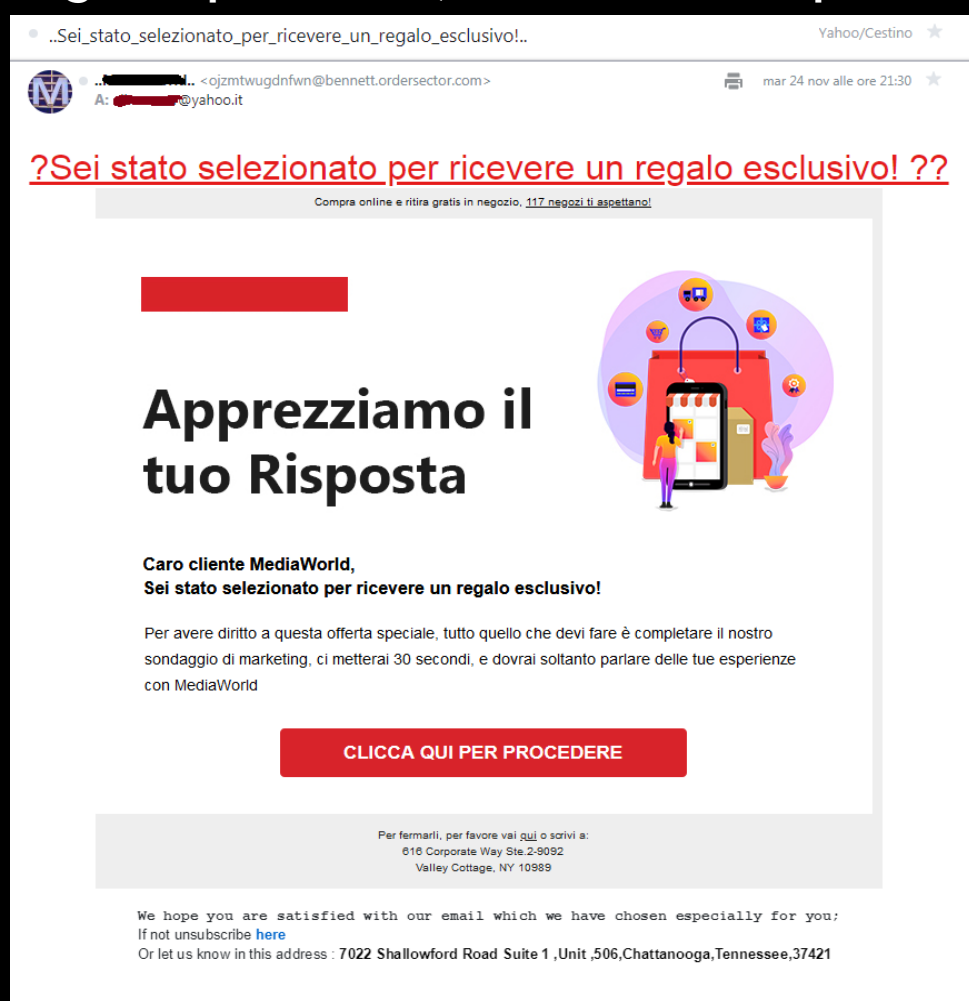 ..Sei_stato_selezionato_per_ricevere_un_regalo_esclusivo!..
Yahoo/Cestino
<ojzmtwugdnfwn@bennett.ordersector.com>
mar 24 nov alle ore 21:30
A: @yahoo.it
?Sei stato selezionato per ricevere un regalo esclusivo! ??
Compra online e ritira gratis in negozio, 117 negozi ti aspettano!
Apprezziamo il
tuo Risposta
Caro cliente MediaWorld,
Sei stato selezionato per ricevere un regalo esclusivo!
Per avere diritto a questa offerta speciale, tutto quello che devi fare è completare il nostro
sondaggio di marketing, ci metterai 30 secondi, e dovrai soltanto parlare delle tue esperienze
con MediaWorld
CLICCA QUI PER PROCEDERE
Per fermarli, per favore vai qui o scrivi a:
616 Corporate Way Ste.2-9092
Valley Cottage, NY 10989
We hope you are satisfied with our email which we have chosen especially for you;
If not unsubscribe here
Or let us know in this address : 7022 Shallowford Road Suite 1 ,Unit ,506,Chattanooga,Tennessee,37421